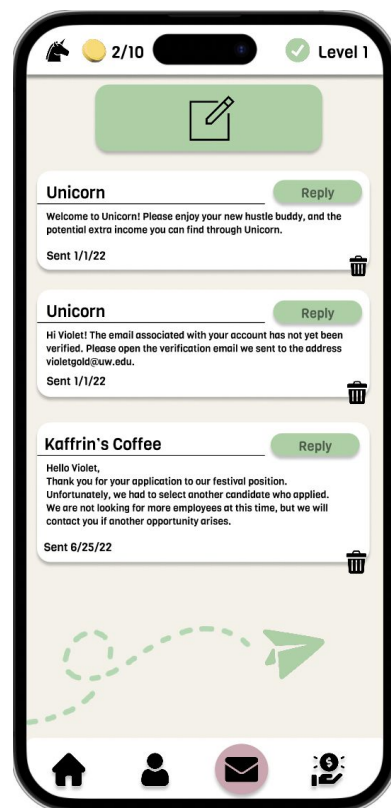 2/10
Level 1
Unicorn
Reply
Welcome to Unicorn! Please enjoy your new hustle buddy, and the
potential extra income you can find through Unicorn.
Sent 1/1/22
Unicorn
Reply
Hi Violet! The email associated with your account has not yet been
verified. Please open the verification email we sent to the address
violetgold@uw.edu.
Sent 1/1/22
Kaffrin's Coffee
Reply
Hello Violet,
Thank you for your application to our festival position.
Unfortunately, we had to select another candidate who applied.
We are not looking for more employees at this time, but we will
contact you if another opportunity arises.
Sent 6/25/22
$